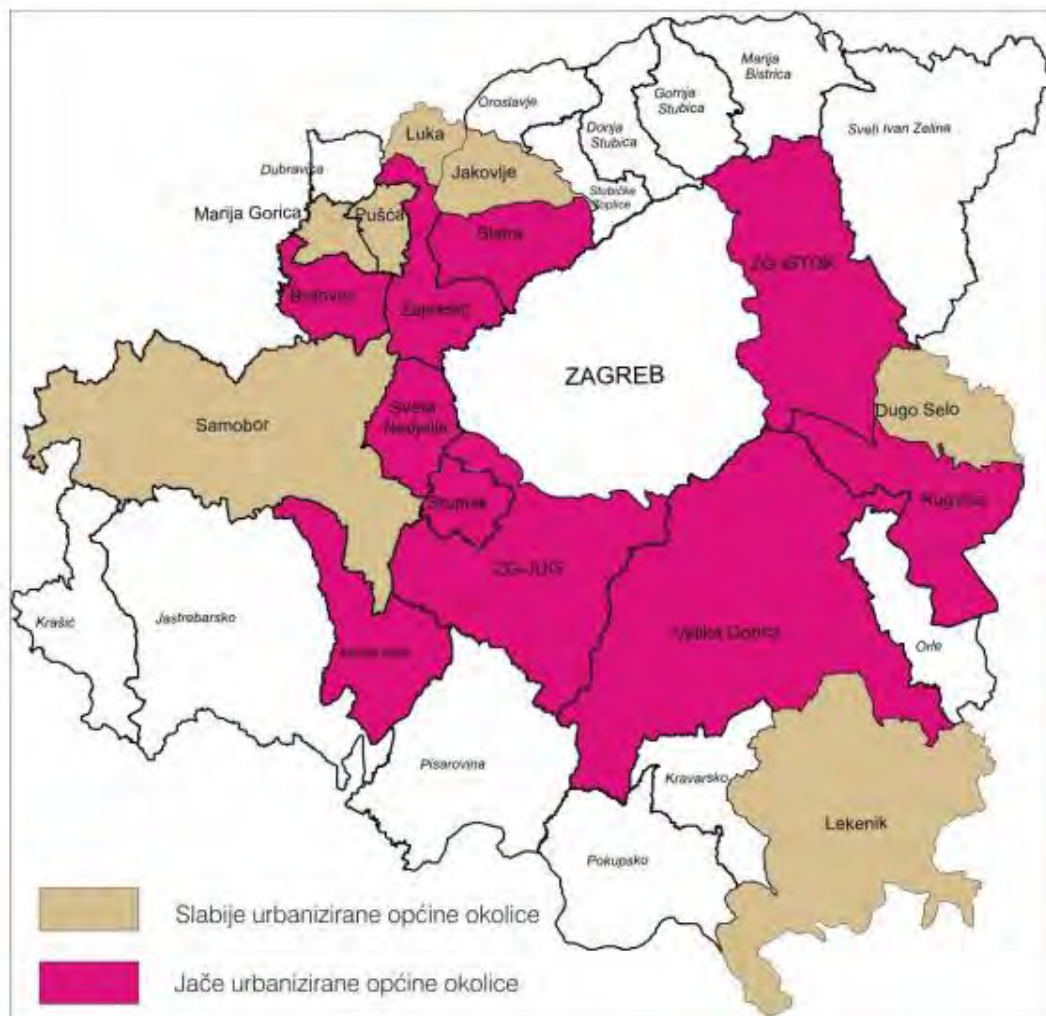 Marija
Bistrica
Oroslavje
Gornja
Stubica
Donja
Stubica
Sveti Ivan Zelina
Luka
Dubravica
Jakovlje
Stubičke
Toplice
Marija Gorica
Pušća
Bistra
ZG-ISTOK
Brdovec
Zaprešić
ZAGREB
Samobor
Sveta
Nedjelja
Dugo Selo
Stupnik
Rugvica
ZG-JUG
Krašić
Jastrebarsko
Velika Gorica
Orle
Pisarovina
Kravarsko
Lekenik
Pokupsko
Slabije urbanizirane općine okolice
Jače urbanizirane općine okolice